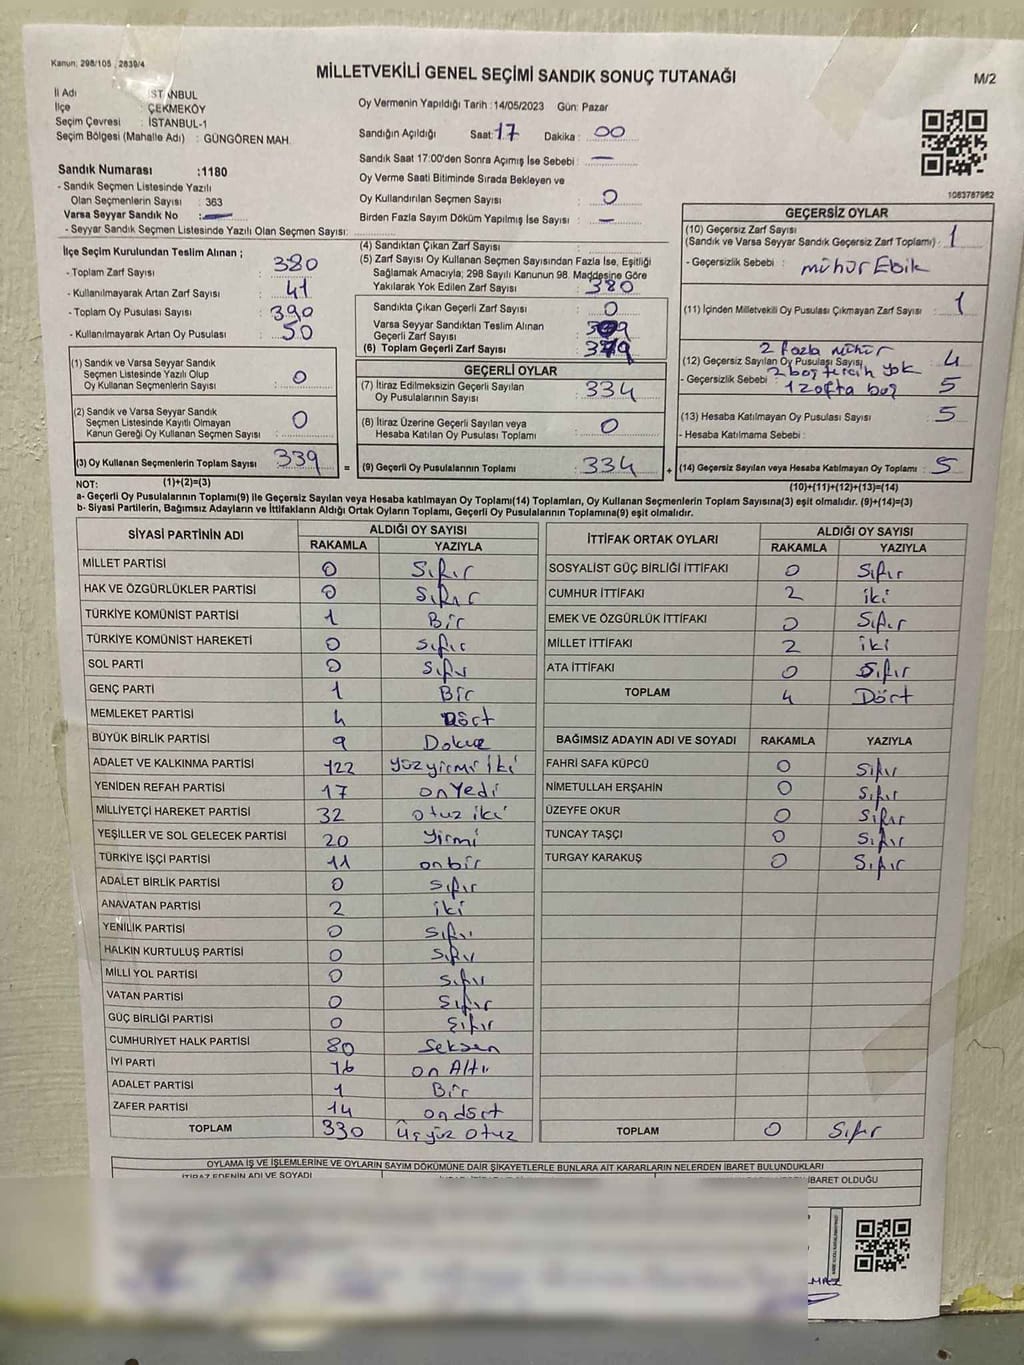 Kanun: 298/105 , 2839/4
MİLLETVEKİLİ GENEL SEÇİMİ SANDIK SONUÇ TUTANAĞI
M/2
İl Adı : İSTANBUL
İlçe : ÇEKMEKÖY
Seçim Çevresi : İSTANBUL-1
Seçim Bölgesi (Mahalle Adı) : GÜNGÖREN MAH.
Oy Vermenin Yapıldığı Tarih : 14/05/2023 Gün: Pazar
Sandığın Açıldığı Saat: 17 Dakika : 00
Sandık Saat 17:00'den Sonra Açımış İse Sebebi : —
Oy Verme Saati Bitiminde Sırada Bekleyen ve
Oy Kullandırılan Seçmen Sayısı : 0
Birden Fazla Sayım Döküm Yapılmış İse Sayısı : —
1083787982
Sandık Numarası :1180
- Sandık Seçmen Listesinde Yazılı
Olan Seçmenlerin Sayısı : 363
Varsa Seyyar Sandık No : —
- Seyyar Sandık Seçmen Listesinde Yazılı Olan Seçmen Sayısı:
İlçe Seçim Kurulundan Teslim Alınan ;
- Toplam Zarf Sayısı : 380
- Kullanılmayarak Artan Zarf Sayısı : 41
- Toplam Oy Pusulası Sayısı : 390
- Kullanılmayarak Artan Oy Pusulası : 50
(4) Sandıktan Çıkan Zarf Sayısı :
(5) Zarf Sayısı Oy Kullanan Seçmen Sayısından Fazla İse, Eşitliği
Sağlamak Amacıyla; 298 Sayılı Kanunun 98. Maddesine Göre
Yakılarak Yok Edilen Zarf Sayısı : 380
Sandıkta Çıkan Geçerli Zarf Sayısı : 0
Varsa Seyyar Sandıktan Teslim Alınan
Geçerli Zarf Sayısı :
(6) Toplam Geçerli Zarf Sayısı :
GEÇERSİZ OYLAR
(10) Geçersiz Zarf Sayısı
(Sandık ve Varsa Seyyar Sandık Geçersiz Zarf Toplamı) : 1
- Geçersizlik Sebebi : mühür Eksik
(11) İçinden Milletvekili Oy Pusulası Çıkmayan Zarf Sayısı : 1
2 fazla mühür
(12) Geçersiz Sayılan Oy Pusulası Sayısı 4
2 boş tercih yok
- Geçersizlik Sebebi : 1 zafta boş 5
(13) Hesaba Katılmayan Oy Pusulası Sayısı 5
- Hesaba Katılmama Sebebi :
(14) Geçersiz Sayılan veya Hesaba Katılmayan Oy Toplamı : 5
(10)+(11)+(12)+(13)=(14)
(1) Sandık ve Varsa Seyyar Sandık
Seçmen Listesinde Yazılı Olup
Oy Kullanan Seçmenlerin Sayısı : 0
(2) Sandık ve Varsa Seyyar Sandık
Seçmen Listesinde Kayıtlı Olmayan
Kanun Gereği Oy Kullanan Seçmen Sayısı : 0
(3) Oy Kullanan Seçmenlerin Toplam Sayısı : 339 =
GEÇERLİ OYLAR
(7) İtiraz Edilmeksizin Geçerli Sayılan
Oy Pusulalarının Sayısı : 334
(8) İtiraz Üzerine Geçerli Sayılan veya
Hesaba Katılan Oy Pusulası Toplamı : 0
(9) Geçerli Oy Pusulalarının Toplamı : 334 +
NOT: (1)+(2)=(3)
a- Geçerli Oy Pusulalarının Toplamı(9) ile Geçersiz Sayılan veya Hesaba katılmayan Oy Toplamı(14) Toplamları, Oy Kullanan Seçmenlerin Toplam Sayısına(3) eşit olmalıdır. (9)+(14)=(3)
b- Siyasi Partilerin, Bağımsız Adayların ve İttifakların Aldığı Ortak Oyların Toplamı, Geçerli Oy Pusulalarının Toplamına(9) eşit olmalıdır.
SİYASİ PARTİNİN ADI
ALDIĞI OY SAYISI
RAKAMLA YAZIYLA
MİLLET PARTİSİ 0 Sıfır
HAK VE ÖZGÜRLÜKLER PARTİSİ 0 Sıfır
TÜRKİYE KOMÜNİST PARTİSİ 1 Bir
TÜRKİYE KOMÜNİST HAREKETİ 0 Sıfır
SOL PARTİ 0 Sıfır
GENÇ PARTİ 1 Bir
MEMLEKET PARTİSİ 4 Dört
BÜYÜK BİRLİK PARTİSİ 9 Dokuz
ADALET VE KALKINMA PARTİSİ 122 yüzyirmi iki
YENİDEN REFAH PARTİSİ 17 onYedi
MİLLİYETÇİ HAREKET PARTİSİ 32 otuz iki
YEŞİLLER VE SOL GELECEK PARTİSİ 20 yirmi
TÜRKİYE İŞÇİ PARTİSİ 11 onbir
ADALET BİRLİK PARTİSİ 0 sıfır
ANAVATAN PARTİSİ 2 iki
YENİLİK PARTİSİ 0 sıfır
HALKIN KURTULUŞ PARTİSİ 0 sıfır
MİLLİ YOL PARTİSİ 0 sıfır
VATAN PARTİSİ 0 sıfır
GÜÇ BİRLİĞİ PARTİSİ 0 sıfır
CUMHURİYET HALK PARTİSİ 80 Seksen
İYİ PARTİ 16 on Altı
ADALET PARTİSİ 1 Bir
ZAFER PARTİSİ 14 ondört
TOPLAM 330 Üçyüz otuz
İTTİFAK ORTAK OYLARI
ALDIĞI OY SAYISI
RAKAMLA YAZIYLA
SOSYALİST GÜÇ BİRLİĞİ İTTİFAKI 0 Sıfır
CUMHUR İTTİFAKI 2 iki
EMEK VE ÖZGÜRLÜK İTTİFAKI 0 Sıfır
MİLLET İTTİFAKI 2 iki
ATA İTTİFAKI 0 Sıfır
TOPLAM 4 Dört
BAĞIMSIZ ADAYIN ADI VE SOYADI RAKAMLA YAZIYLA
FAHRİ SAFA KÜPCÜ 0 Sıfır
NİMETULLAH ERŞAHİN 0 Sıfır
ÜZEYFE OKUR 0 Sıfır
TUNCAY TAŞÇI 0 Sıfır
TURGAY KARAKUŞ 0 Sıfır
TOPLAM 0 Sıfır
OYLAMA İŞ VE İŞLEMLERİNE VE OYLARIN SAYIM DÖKÜMÜNE DAİR ŞİKAYETLERLE BUNLARA AİT KARARLARIN NELERDEN İBARET BULUNDUKLARI
İTİRAZ EDENİN ADI VE SOYADI
İBARET OLDUĞU